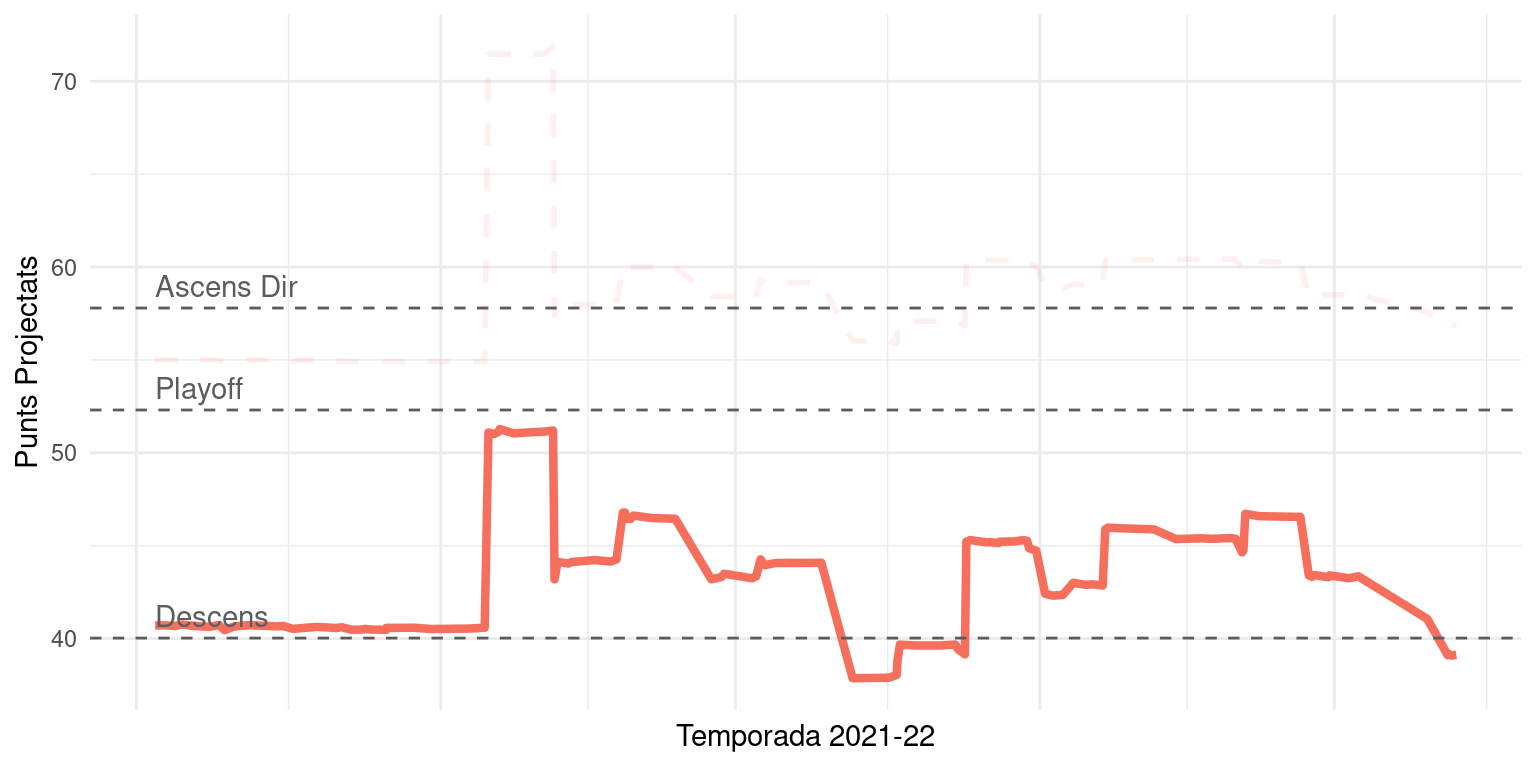 70
60
50
40
Punts Projectats
Ascens Dir
Playoff
Descens
Temporada 2021-22